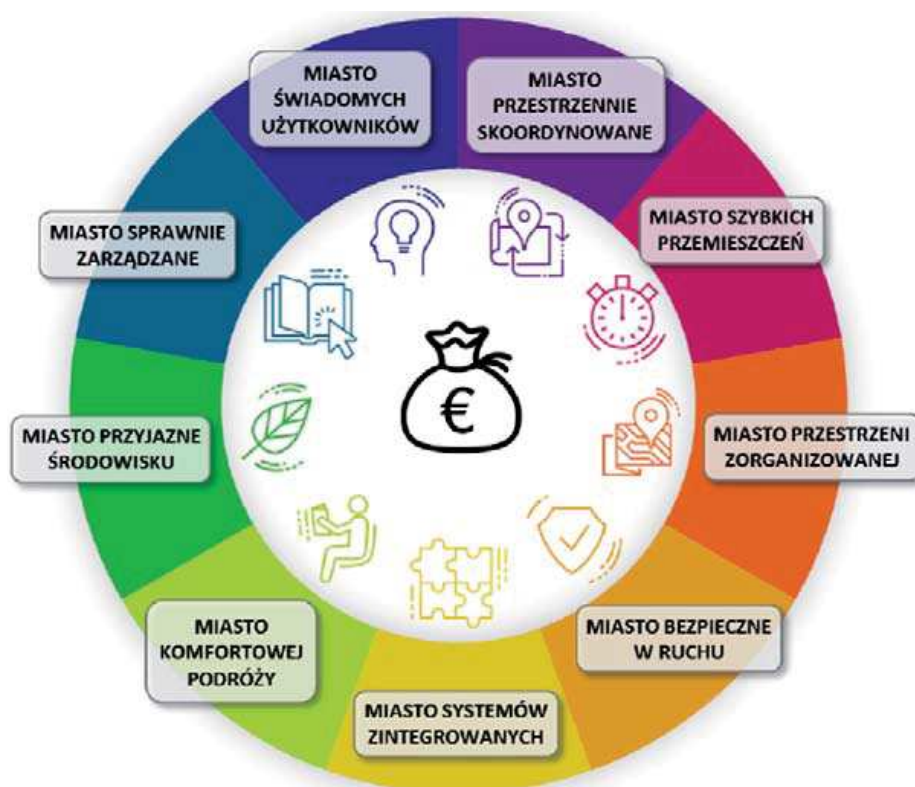 MIASTO
ŚWIADOMYCH
UŻYTKOWNIKÓW
MIASTO
PRZESTRZENNIE
SKOORDYNOWANE
MIASTO SZYBKICH
PRZEMIESZCZEŃ
MIASTO PRZESTRZENI
ZORGANIZOWANEJ
MIASTO BEZPIECZNE
W RUCHU
MIASTO SYSTEMÓW
ZINTEGROWANYCH
MIASTO
KOMFORTOWEJ
PODRÓŻY
MIASTO PRZYJAZNE
ŚRODOWISKU
MIASTO SPRAWNIE
ZARZĄDZANE
€